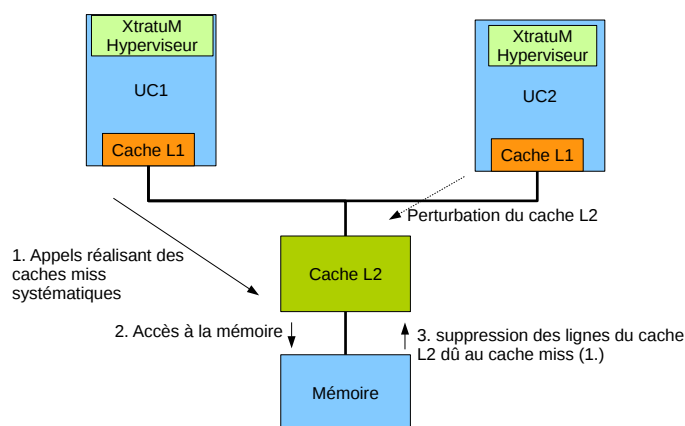 XtratuM
Hyperviseur
UC1
Cache L1
XtratuM
Hyperviseur
UC2
Cache L1
Perturbation du cache L2
1. Appels réalisant des
caches miss
systématiques
Cache L2
2. Accès à la mémoire
3. suppression des lignes du cache
L2 dû au cache miss (1.)
Mémoire